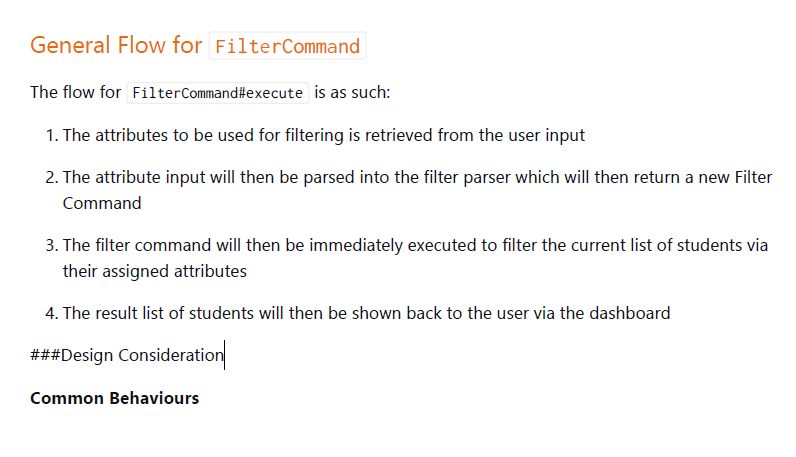 General Flow for FilterCommand
The flow for FilterCommand#execute is as such:
1. The attributes to be used for filtering is retrieved from the user input
2. The attribute input will then be parsed into the filter parser which will then return a new Filter
Command
3. The filter command will then be immediately executed to filter the current list of students via
their assigned attributes
4. The result list of students will then be shown back to the user via the dashboard
###Design Consideration
Common Behaviours